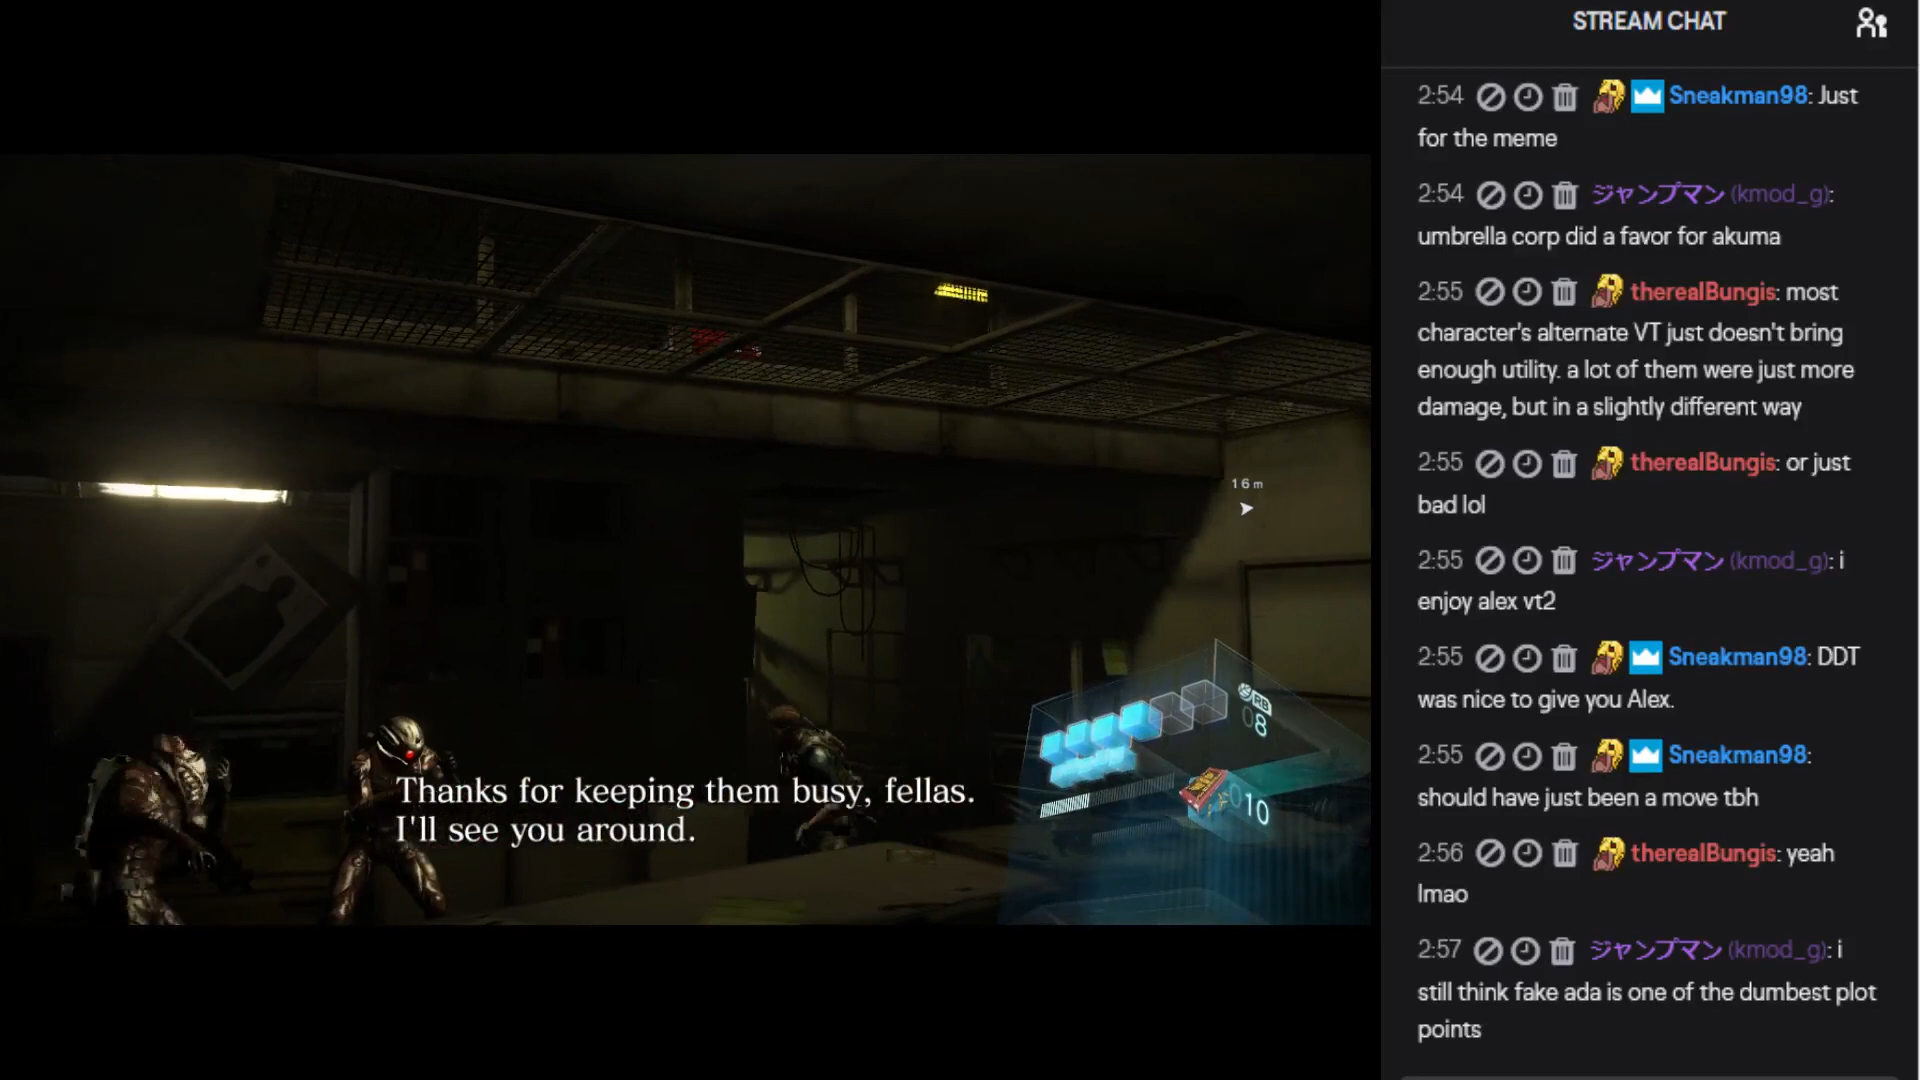 STREAM CHAT
2:54 Sneakman98: Just
for the meme
2:54 ジャンプマン (kmod_g):
umbrella corp did a favor for akuma
2:55 therealBungis: most
character's alternate VT just doesn't bring
enough utility. a lot of them were just more
damage, but in a slightly different way
2:55 therealBungis: or just
bad lol
2:55 ジャンプマン (kmod_g): i
enjoy alex vt2
2:55 Sneakman98: DDT
was nice to give you Alex.
2:55 Sneakman98:
should have just been a move tbh
2:56 therealBungis: yeah
lmao
2:57 ジャンプマン (kmod_g): i
still think fake ada is one of the dumbest plot
points
16m
RB
08
010
Thanks for keeping them busy, fellas.
I'll see you around.